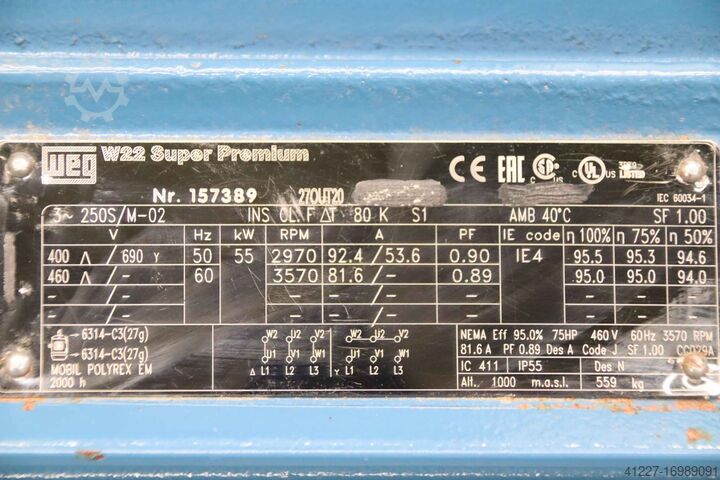 WEG W22 Super Premium
CE EAC CSA C UL US LISTED
Nr. 157389 27OUT20 IEC 60034-1
3~ 250S/M-02 INS CL. F ΔT 80 K S1 AMB 40°C SF 1.00
V Hz kW RPM A PF IE code η 100% η 75% η 50%
400 Δ / 690 Y 50 55 2970 92.4 / 53.6 0.90 IE4 95.5 95.3 94.6
460 Δ / - 60 3570 81.6 / - 0.89 95.0 95.0 94.0
- / - - - - / - - - - -
- / - - - - / - - - - -
6314-C3(27g)
6314-C3(27g)
MOBIL POLYREX EM
2000 h
W2 U2 V2 W2 U2 V2
U1 V1 W1 U1 V1 W1
Δ L1 L2 L3 Y L1 L2 L3
NEMA Eff 95.0% 75HP 460 V 60Hz 3570 RPM
81.6 A PF 0.89 Des A Code J SF 1.00 CC029A
IC 411 IP55 Des N
Alt. 1000 m.a.s.l. 559 kg
41227-16989091